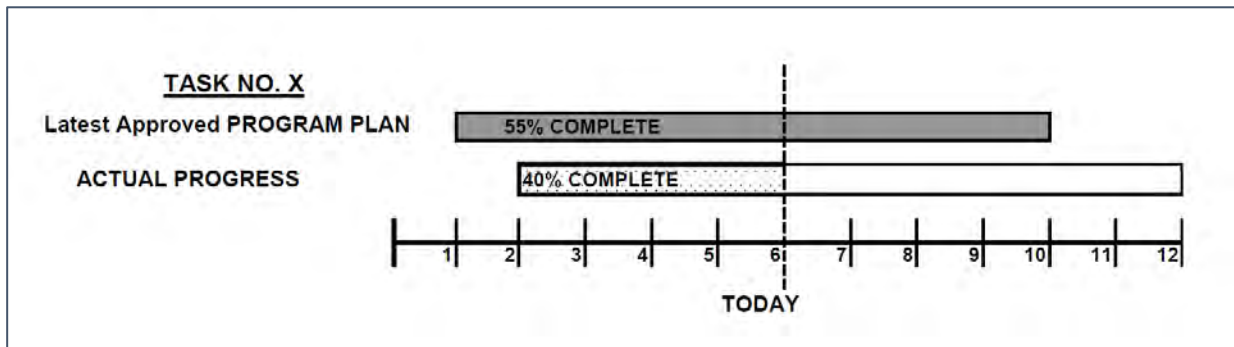 TASK NO. X
Latest Approved PROGRAM PLAN
55% COMPLETE
ACTUAL PROGRESS
40% COMPLETE
1 2 3 4 5 6 7 8 9 10 11 12
TODAY